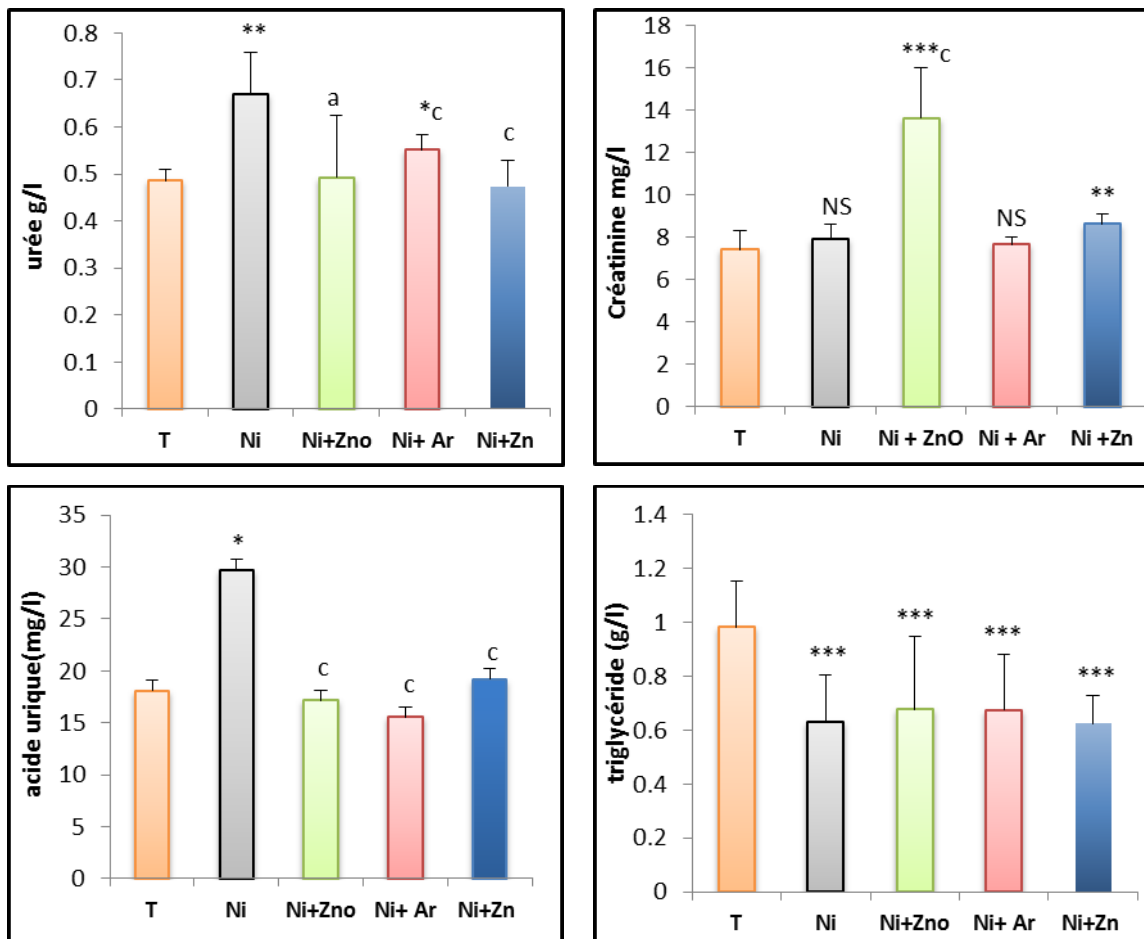 urée g/l
0.8
0.7
0.6
0.5
0.4
0.3
0.2
0.1
0
**
a
*c
c
T Ni Ni+Zno Ni+ Ar Ni+Zn
Créatinine mg/l
18
16
14
12
10
8
6
4
2
0
NS
***c
NS
**
T Ni Ni + ZnO Ni + Ar Ni +Zn
acide urique(mg/l)
35
30
25
20
15
10
5
0
*
c
c
c
T Ni Ni+Zno Ni+ Ar Ni+Zn
triglycéride (g/l)
1.4
1.2
1
0.8
0.6
0.4
0.2
0
***
***
***
***
T Ni Ni+Zno Ni+ Ar Ni+Zn